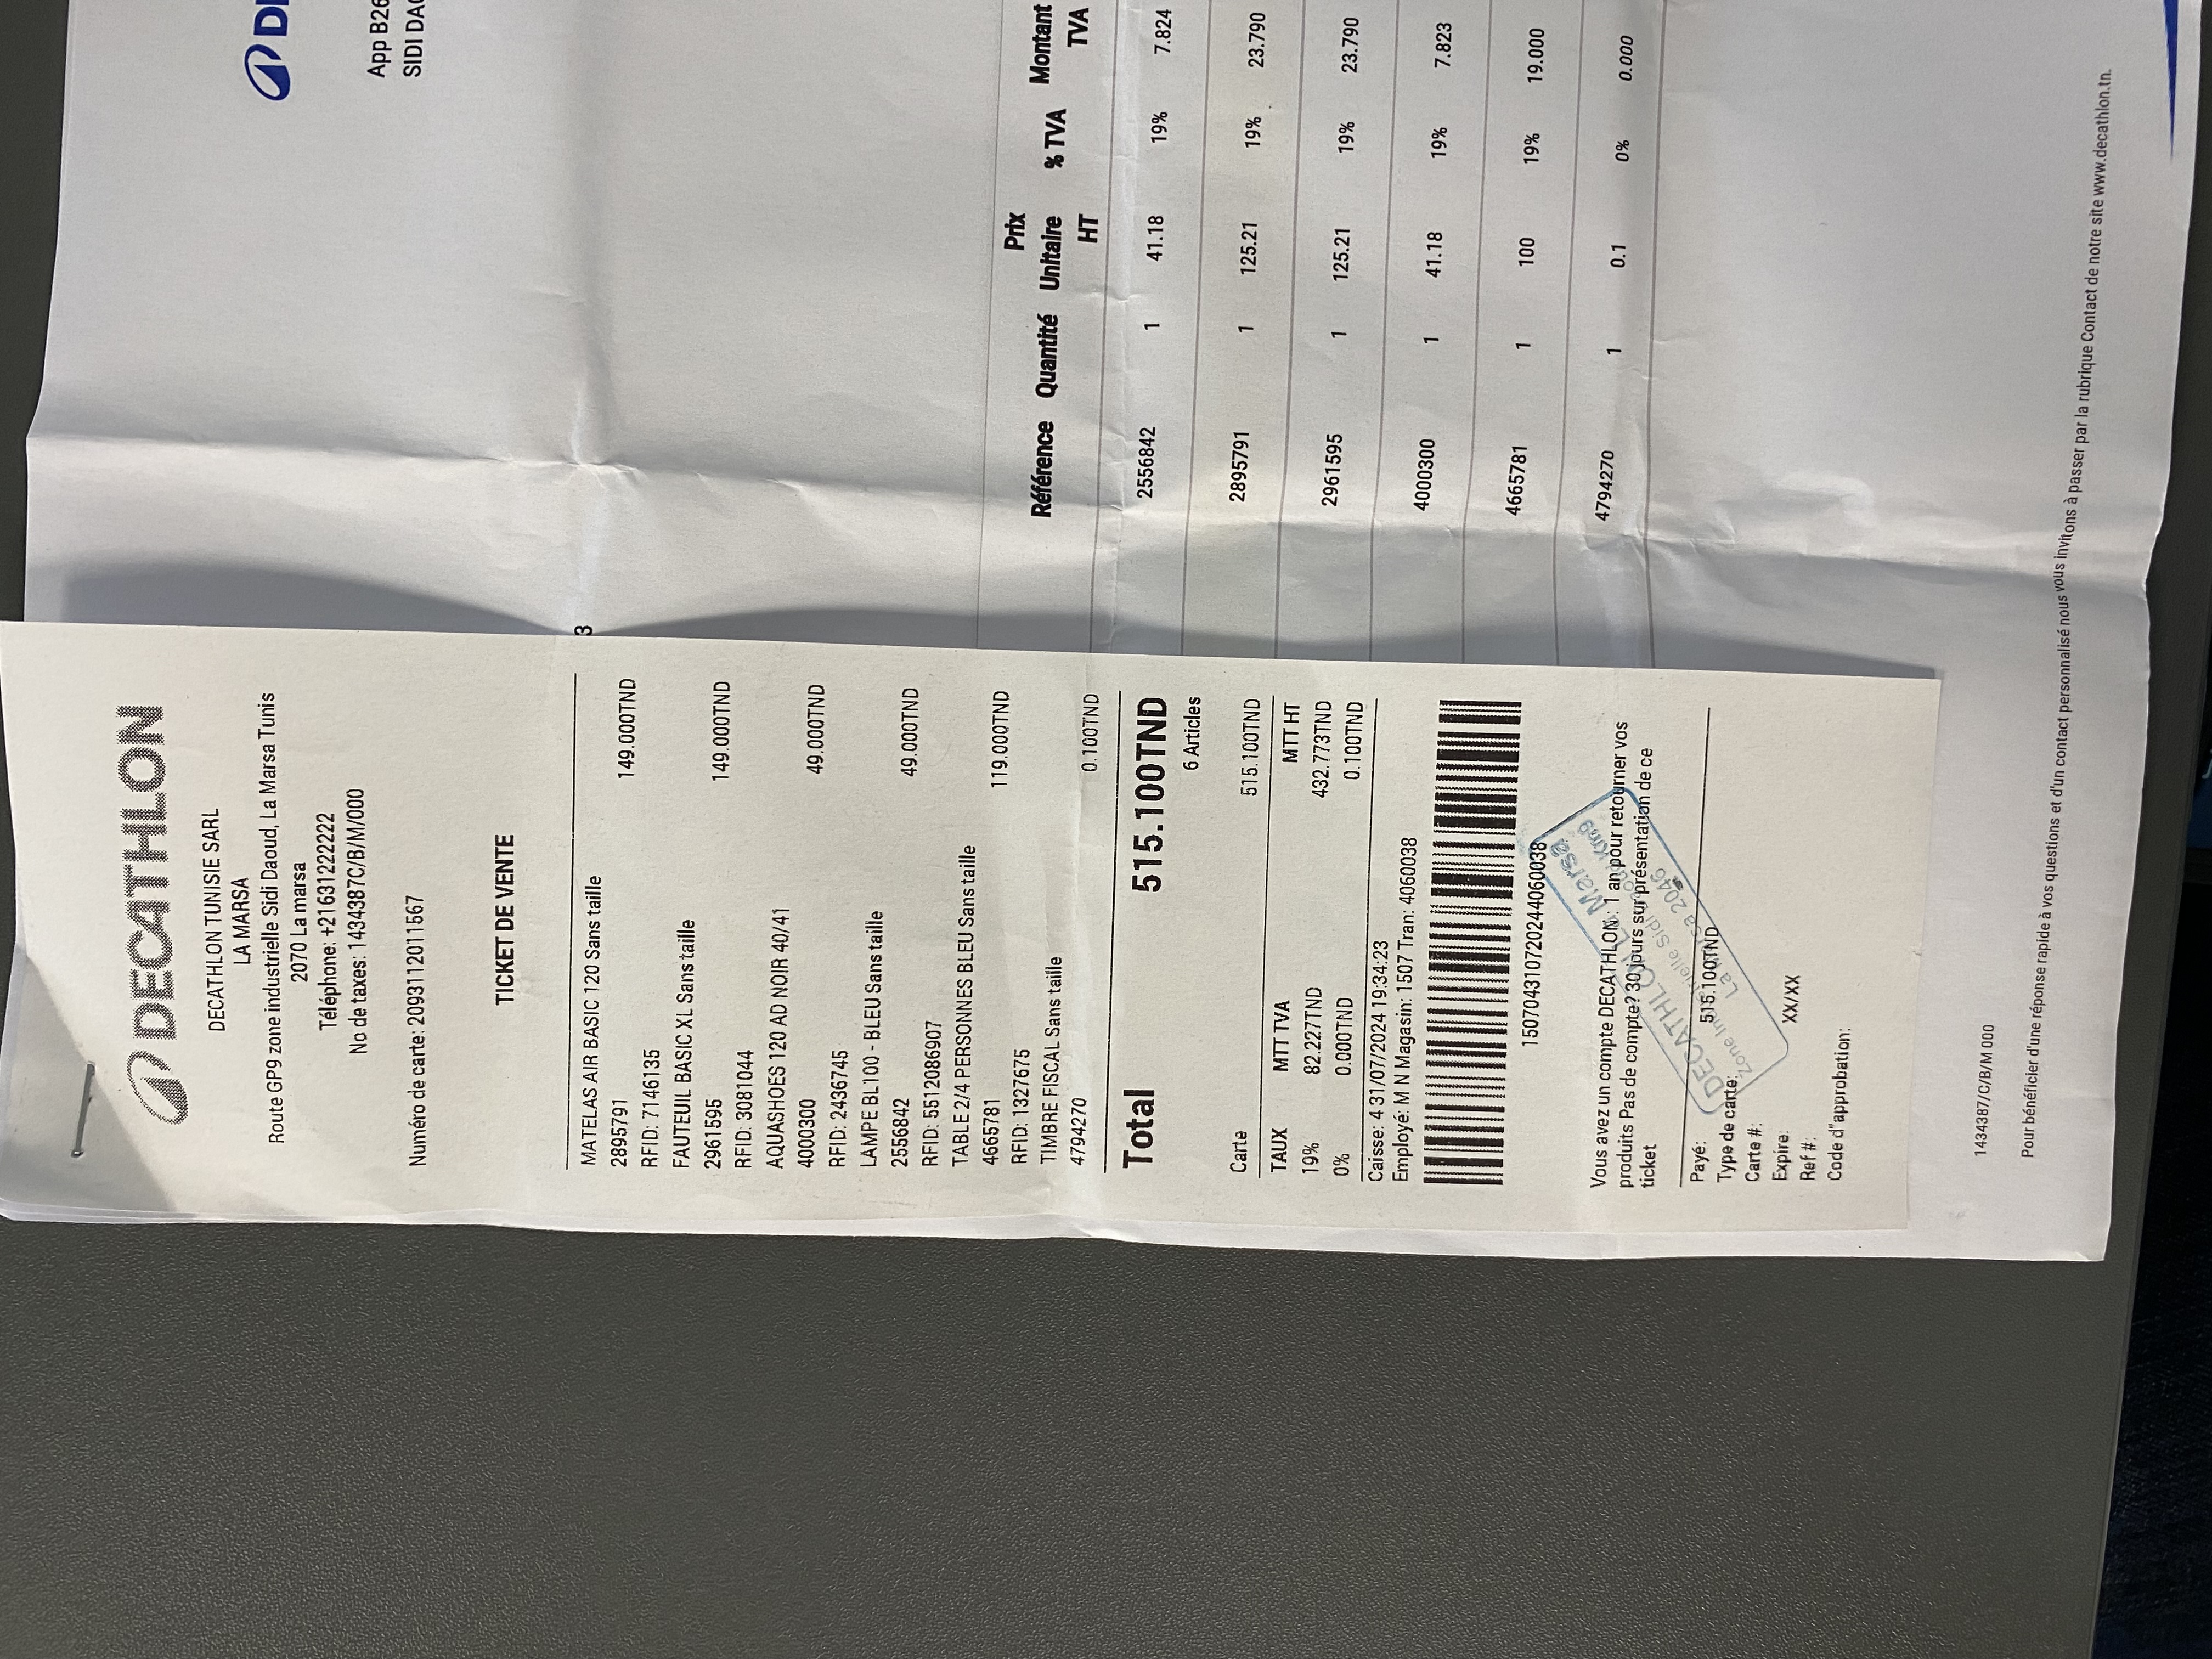 DECATHLON
DECATHLON TUNISIE SARL
LA MARSA
Route GP9 zone industrielle Sidi Daoud, La Marsa Tunis
2070 La marsa
Téléphone: +21631222222
No de taxes: 1434387C/B/M/000
Numéro de carte: 2093112011567
TICKET DE VENTE
MATELAS AIR BASIC 120 Sans taille
2895791 149.000TND
RFID: 7146135
FAUTEUIL BASIC XL Sans taille
2961595 149.000TND
RFID: 3081044
AQUASHOES 120 AD NOIR 40/41
4000300 49.000TND
RFID: 2436745
LAMPE BL100 - BLEU Sans taille
2556842 49.000TND
RFID: 5512086907
TABLE 2/4 PERSONNES BLEU Sans taille
4665781 119.000TND
RFID: 1327675
TIMBRE FISCAL Sans taille
4794270 0.100TND
Total 515.100TND
6 Articles
Carte 515.100TND
TAUX MTT TVA MTT HT
19% 82.227TND 432.773TND
0% 0.000TND 0.100TND
Caisse: 4 31/07/2024 19:34:23
Employé: M N Magasin: 1507 Tran: 4060038
150704310720244060038
Vous avez un compte DECATHLON : 1 an pour retourner vos
produits Pas de compte? 30 jours sur présentation de ce
ticket
DECATHLON La Marsa
Zone Industrielle Sidi Daoud Km9
La Marsa 2046
Payé: 515.100TND
Type de carte:
Carte #:
Expire: XX/XX
Ref #:
Code d"approbation:
DE
App B26
SIDI DAO
3
Référence Quantité Prix Unitaire HT % TVA Montant TVA
2556842 1 41.18 19% 7.824
2895791 1 125.21 19% 23.790
2961595 1 125.21 19% 23.790
4000300 1 41.18 19% 7.823
4665781 1 100 19% 19.000
4794270 1 0.1 0% 0.000
1434387/C/B/M 000
Pour bénéficier d'une réponse rapide à vos questions et d'un contact personnalisé nous vous invitons à passer par la rubrique Contact de notre site www.decathlon.tn.